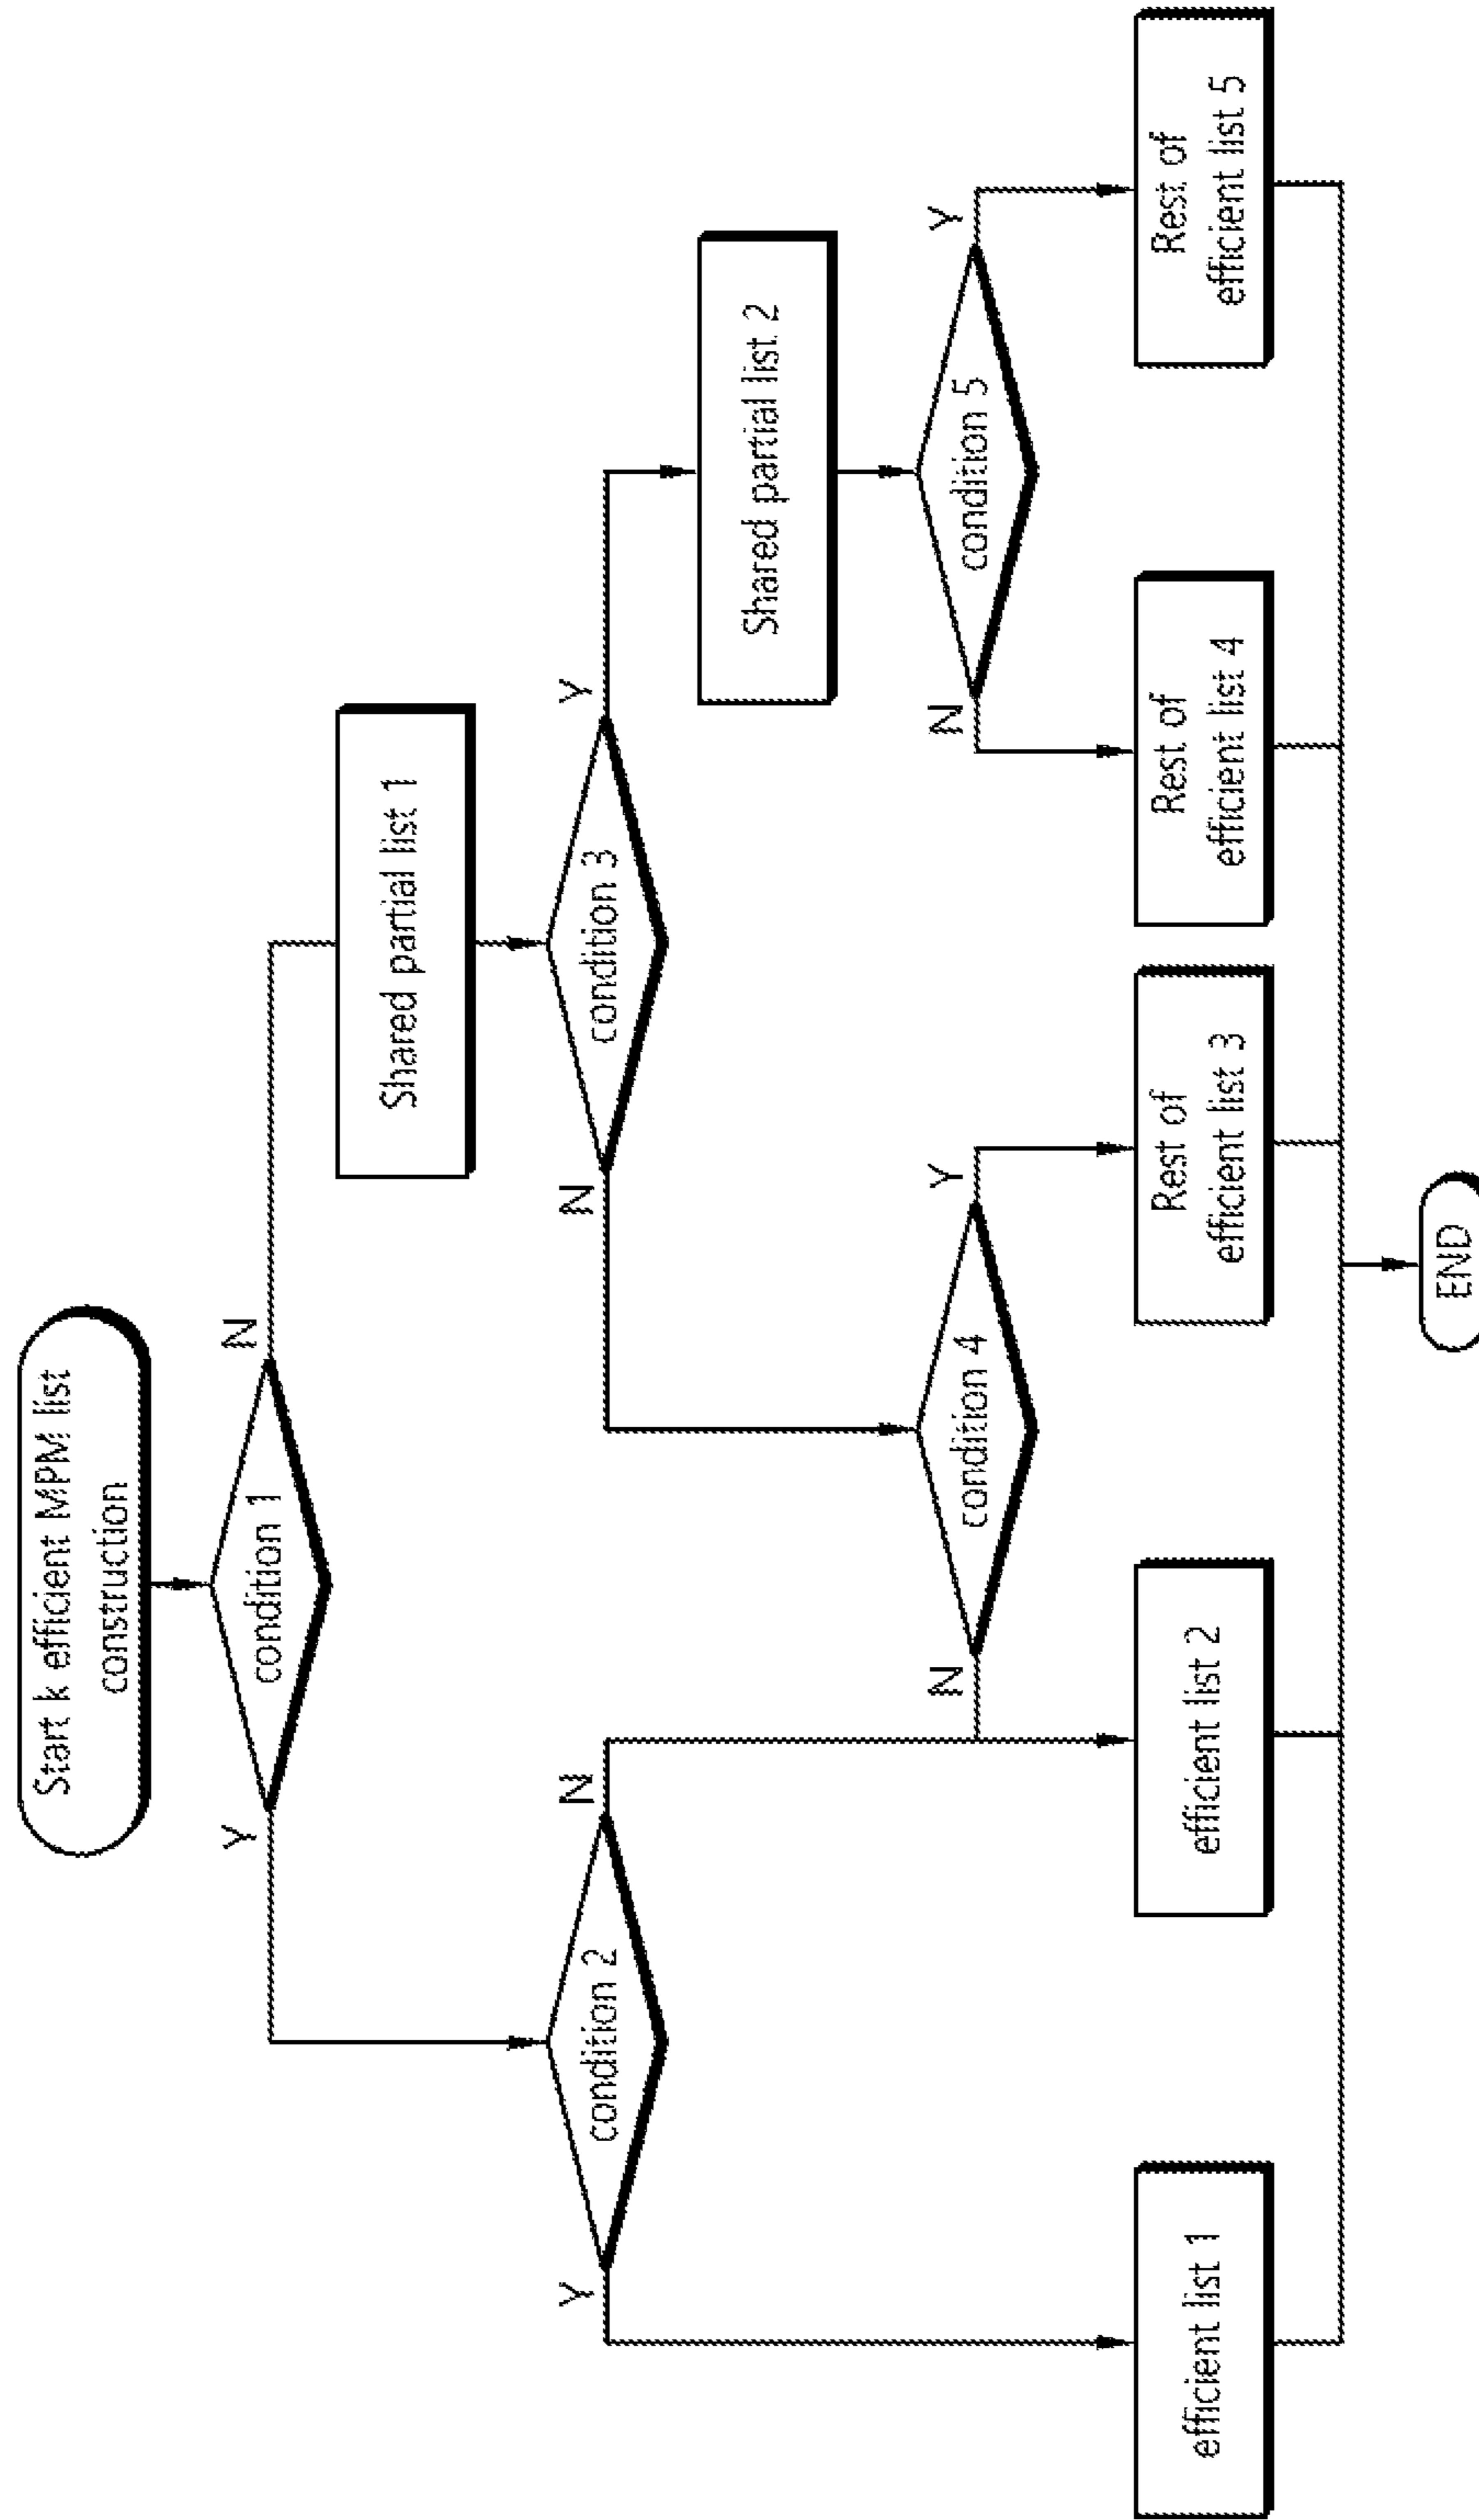 Start k efficient MPM list
construction
condition 1
Y
N
Shared partial list 1
condition 2
Y
N
condition 3
N
Y
Shared partial list 2
condition 4
N
Y
condition 5
N
Y
efficient list 1
efficient list 2
Rest of
efficient list 3
Rest of
efficient list 4
Rest of
efficient list 5
END